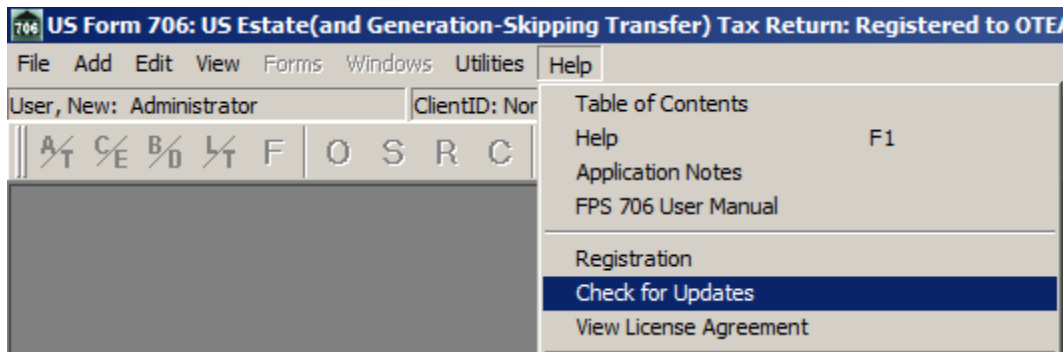 706 US Form 706: US Estate(and Generation-Skipping Transfer) Tax Return: Registered to OTEA
File Add Edit View Forms Windows Utilities Help
User, New: Administrator ClientID: Nor
A/T C/E B/D L/T F O S R C
Table of Contents
Help F1
Application Notes
FPS 706 User Manual
Registration
Check for Updates
View License Agreement